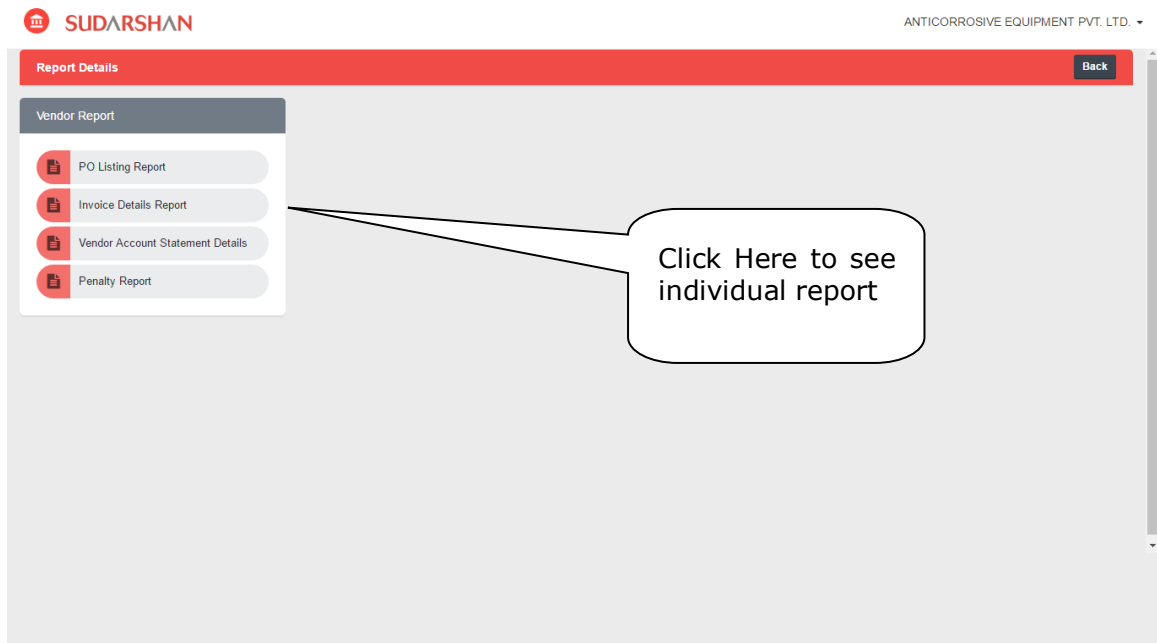 SUDARSHAN
ANTICORROSIVE EQUIPMENT PVT. LTD.
Report Details
Back
Vendor Report
PO Listing Report
Invoice Details Report
Vendor Account Statement Details
Penalty Report
Click Here to see
individual report